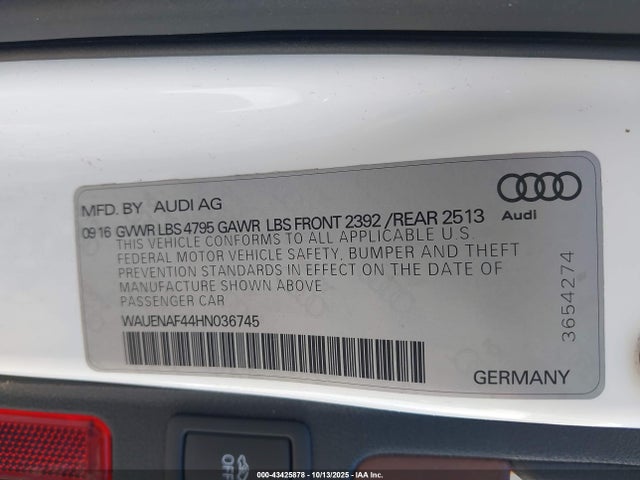 MFD. BY AUDI AG
09 16 GVWR LBS 4795 GAWR LBS FRONT 2392 / REAR 2513
THIS VEHICLE CONFORMS TO ALL APPLICABLE U.S.
FEDERAL MOTOR VEHICLE SAFETY, BUMPER AND THEFT
PREVENTION STANDARDS IN EFFECT ON THE DATE OF
MANUFACTURE SHOWN ABOVE
PASSENGER CAR
WAUENAF44HN036745
Audi
3654274
GERMANY
OFF
000-43425878 - 10/13/2025 - IAA Inc.